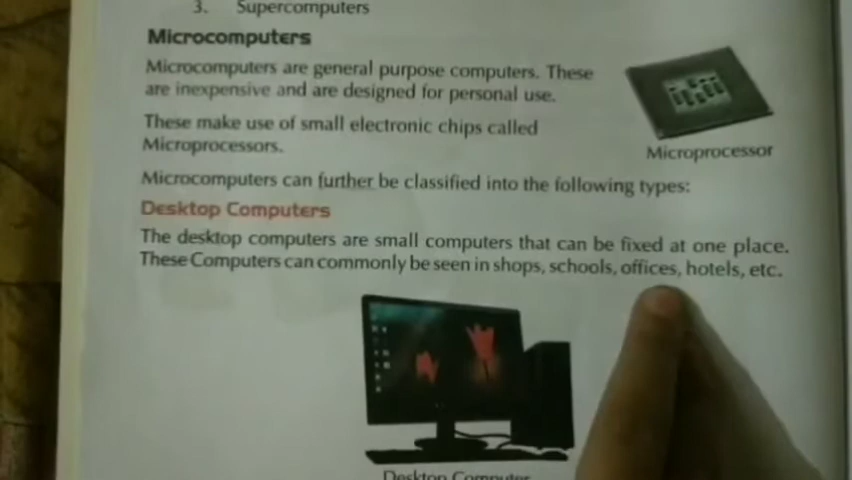 3. Supercomputers
Microcomputers
Microcomputers are general purpose computers. These
are inexpensive and are designed for personal use.
These make use of small electronic chips called
Microprocessors.
Microprocessor
Microcomputers can further be classified into the following types:
Desktop Computers
The desktop computers are small computers that can be fixed at one place.
These Computers can commonly be seen in shops, schools, offices, hotels, etc.
Desktop Computer